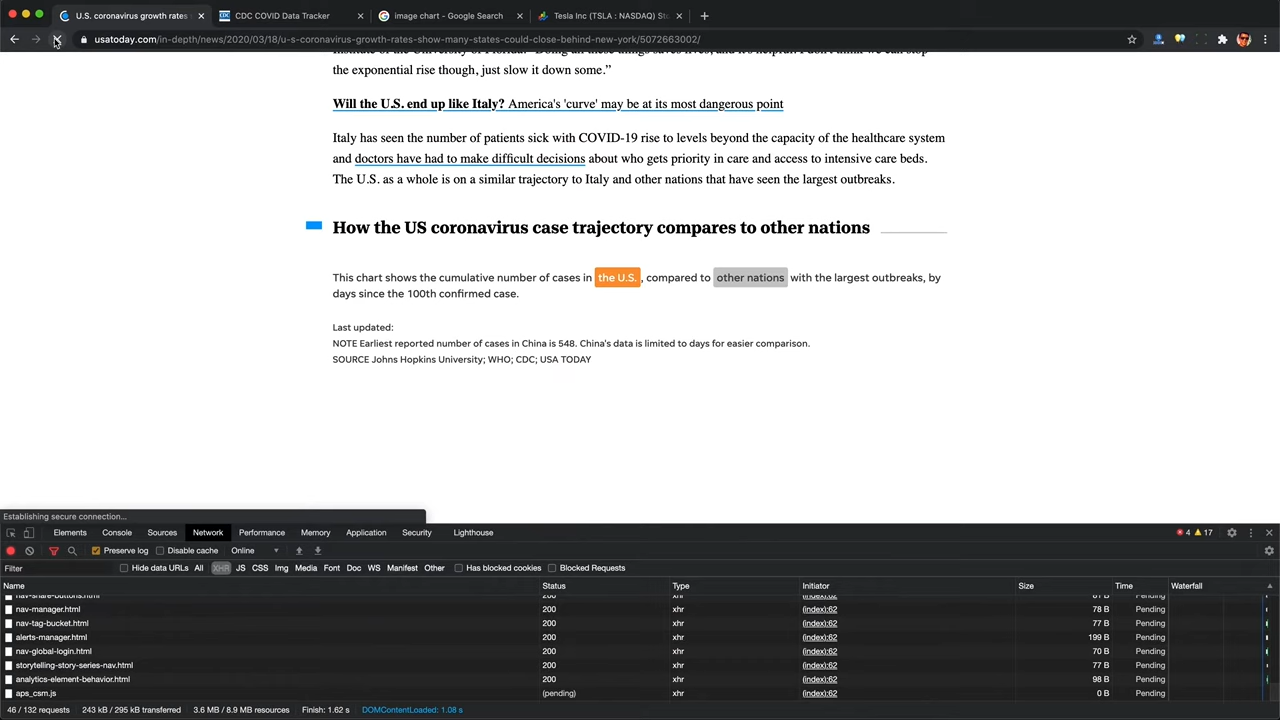 U.S. coronavirus growth rates
CDC COVID Data Tracker
image chart - Google Search
Tesla Inc (TSLA : NASDAQ) St
usatoday.com/in-depth/news/2020/03/18/u-s-coronavirus-growth-rates-show-many-states-could-close-behind-new-york/5072663002/
the exponential rise though, just slow it down some.”
Will the U.S. end up like Italy? America's 'curve' may be at its most dangerous point
Italy has seen the number of patients sick with COVID-19 rise to levels beyond the capacity of the healthcare system
and doctors have had to make difficult decisions about who gets priority in care and access to intensive care beds.
The U.S. as a whole is on a similar trajectory to Italy and other nations that have seen the largest outbreaks.
How the US coronavirus case trajectory compares to other nations
This chart shows the cumulative number of cases in the U.S., compared to other nations with the largest outbreaks, by
days since the 100th confirmed case.
Last updated:
NOTE Earliest reported number of cases in China is 548. China's data is limited to days for easier comparison.
SOURCE Johns Hopkins University; WHO; CDC; USA TODAY
Establishing secure connection...
Elements Console Sources Network Performance Memory Application Security Lighthouse 4 17
Preserve log Disable cache Online
Filter Hide data URLs All XHR JS CSS Img Media Font Doc WS Manifest Other Has blocked cookies Blocked Requests
Name Status Type Initiator Size Time Waterfall
nav-share-buttons.html 200 xhr (index):62 81 B Pending
nav-manager.html 200 xhr (index):62 78 B Pending
nav-tag-bucket.html 200 xhr (index):62 77 B Pending
alerts-manager.html 200 xhr (index):62 199 B Pending
nav-global-login.html 200 xhr (index):62 70 B Pending
storytelling-story-series-nav.html 200 xhr (index):62 77 B Pending
analytics-element-behavior.html 200 xhr (index):62 98 B Pending
aps_csm.js (pending) xhr (index):62 0 B Pending
46 / 132 requests 243 kB / 295 kB transferred 3.6 MB / 8.9 MB resources Finish: 1.62 s DOMContentLoaded: 1.08 s